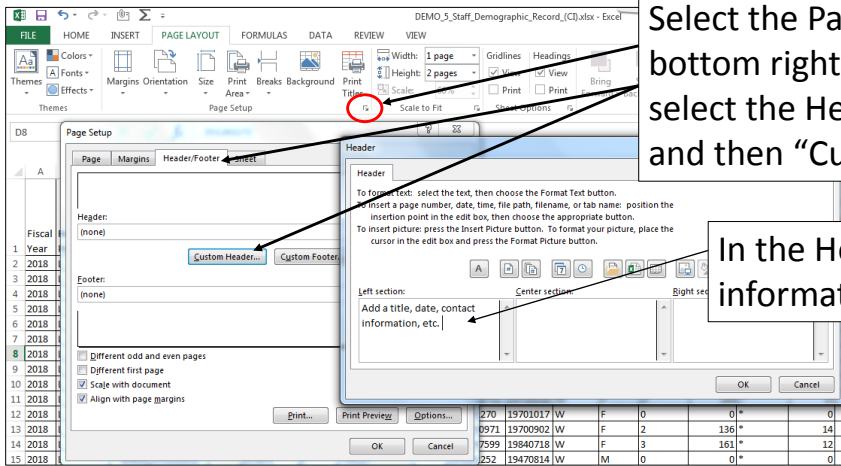 DEMO_5_Staff_Demographic_Record_(CI).xlsx - Excel
FILE HOME INSERT PAGE LAYOUT FORMULAS DATA REVIEW VIEW
Themes
Colors
Fonts
Effects
Themes
Margins Orientation Size Print Area Breaks Background Print Titles
Page Setup
Width: 1 page
Height: 2 pages
Scale:
Scale to Fit
Gridlines Headings
View View
Print Print
Sheet Options
Bring
Select the Pa
bottom right
select the He
and then “Cu
D8
Page Setup
Page Margins Header/Footer Sheet
Header:
(none)
Custom Header... Custom Footer
Footer:
(none)
Different odd and even pages
Different first page
Scale with document
Align with page margins
Print... Print Preview Options...
OK Cancel
Header
Header
To format text: select the text, then choose the Format Text button.
To insert a page number, date, time, file path, filename, or tab name: position the
insertion point in the edit box, then choose the appropriate button.
To insert picture: press the Insert Picture button. To format your picture, place the
cursor in the edit box and press the Format Picture button.
A
In the He
informat
Left section: Center section: Right sec
Add a title, date, contact
information, etc.
OK Cancel
A
Fiscal
1 Year
2 2018
3 2018
4 2018
5 2018
6 2018
7 2018
8 2018
9 2018
10 2018
11 2018
12 2018 270 19701017 W F 0 0 * 0
13 2018 0971 19700902 W F 2 136 * 14
14 2018 7599 19840718 W F 3 161 * 12
15 2018 252 19470814 W M 0 0 * 0